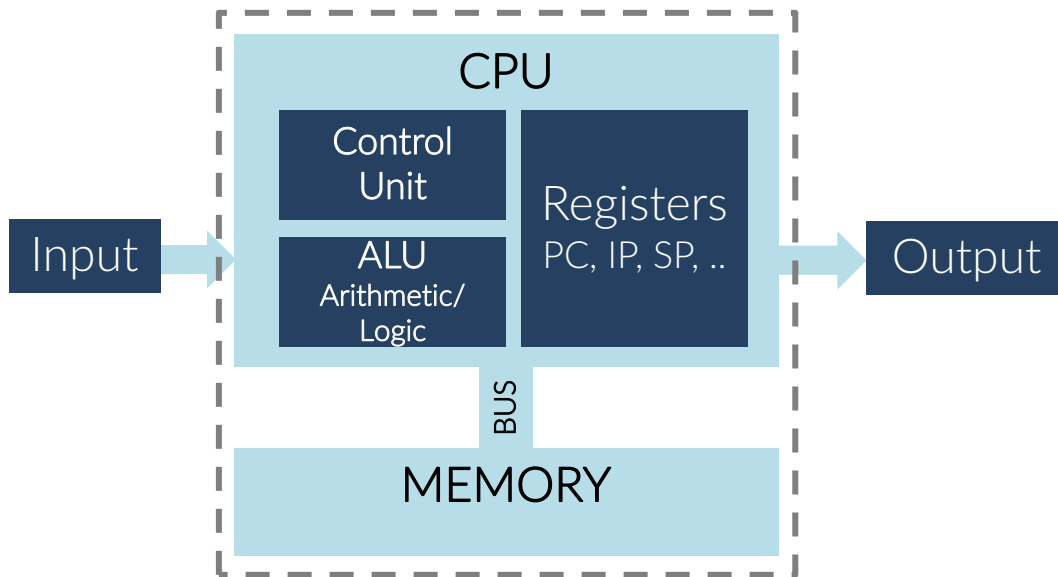 CPU
Control
Unit
Registers
PC, IP, SP, ..
ALU
Arithmetic/
Logic
Input
Output
BUS
MEMORY